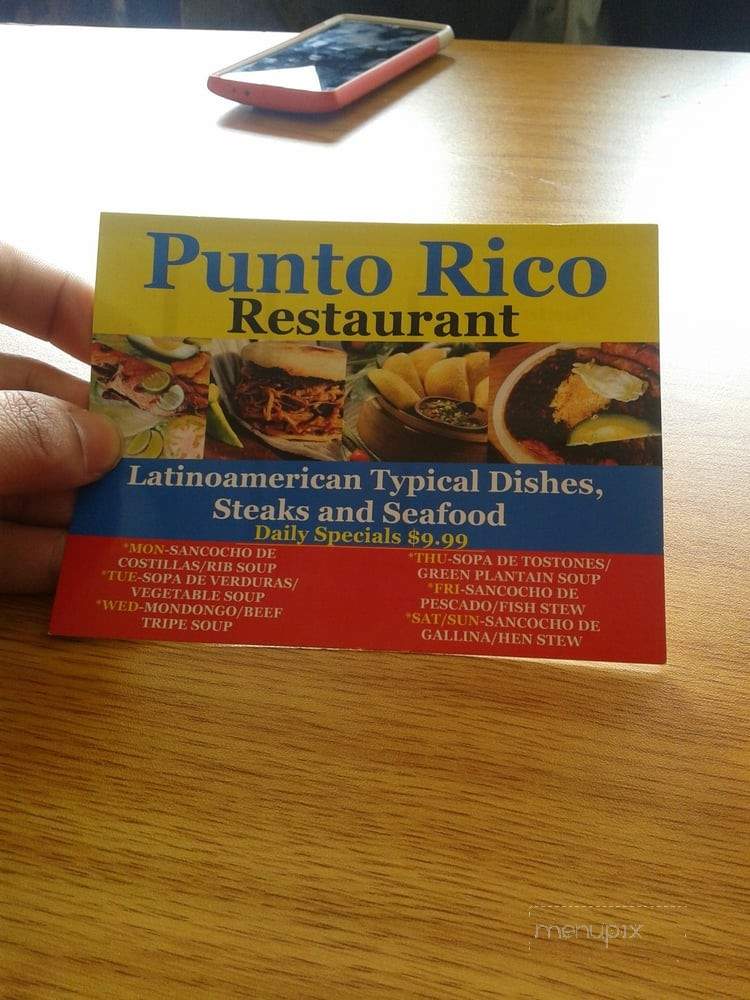 Punto Rico
Restaurant
Latinoamerican Typical Dishes,
Steaks and Seafood
Daily Specials $9.99
*MON-SANCOCHO DE
COSTILLAS/RIB SOUP
*TUE-SOPA DE VERDURAS/
VEGETABLE SOUP
*WED-MONDONGO/BEEF
TRIPE SOUP
*THU-SOPA DE TOSTONES/
GREEN PLANTAIN SOUP
*FRI-SANCOCHO DE
PESCADO/FISH STEW
*SAT/SUN-SANCOCHO DE
GALLINA/HEN STEW
menupix